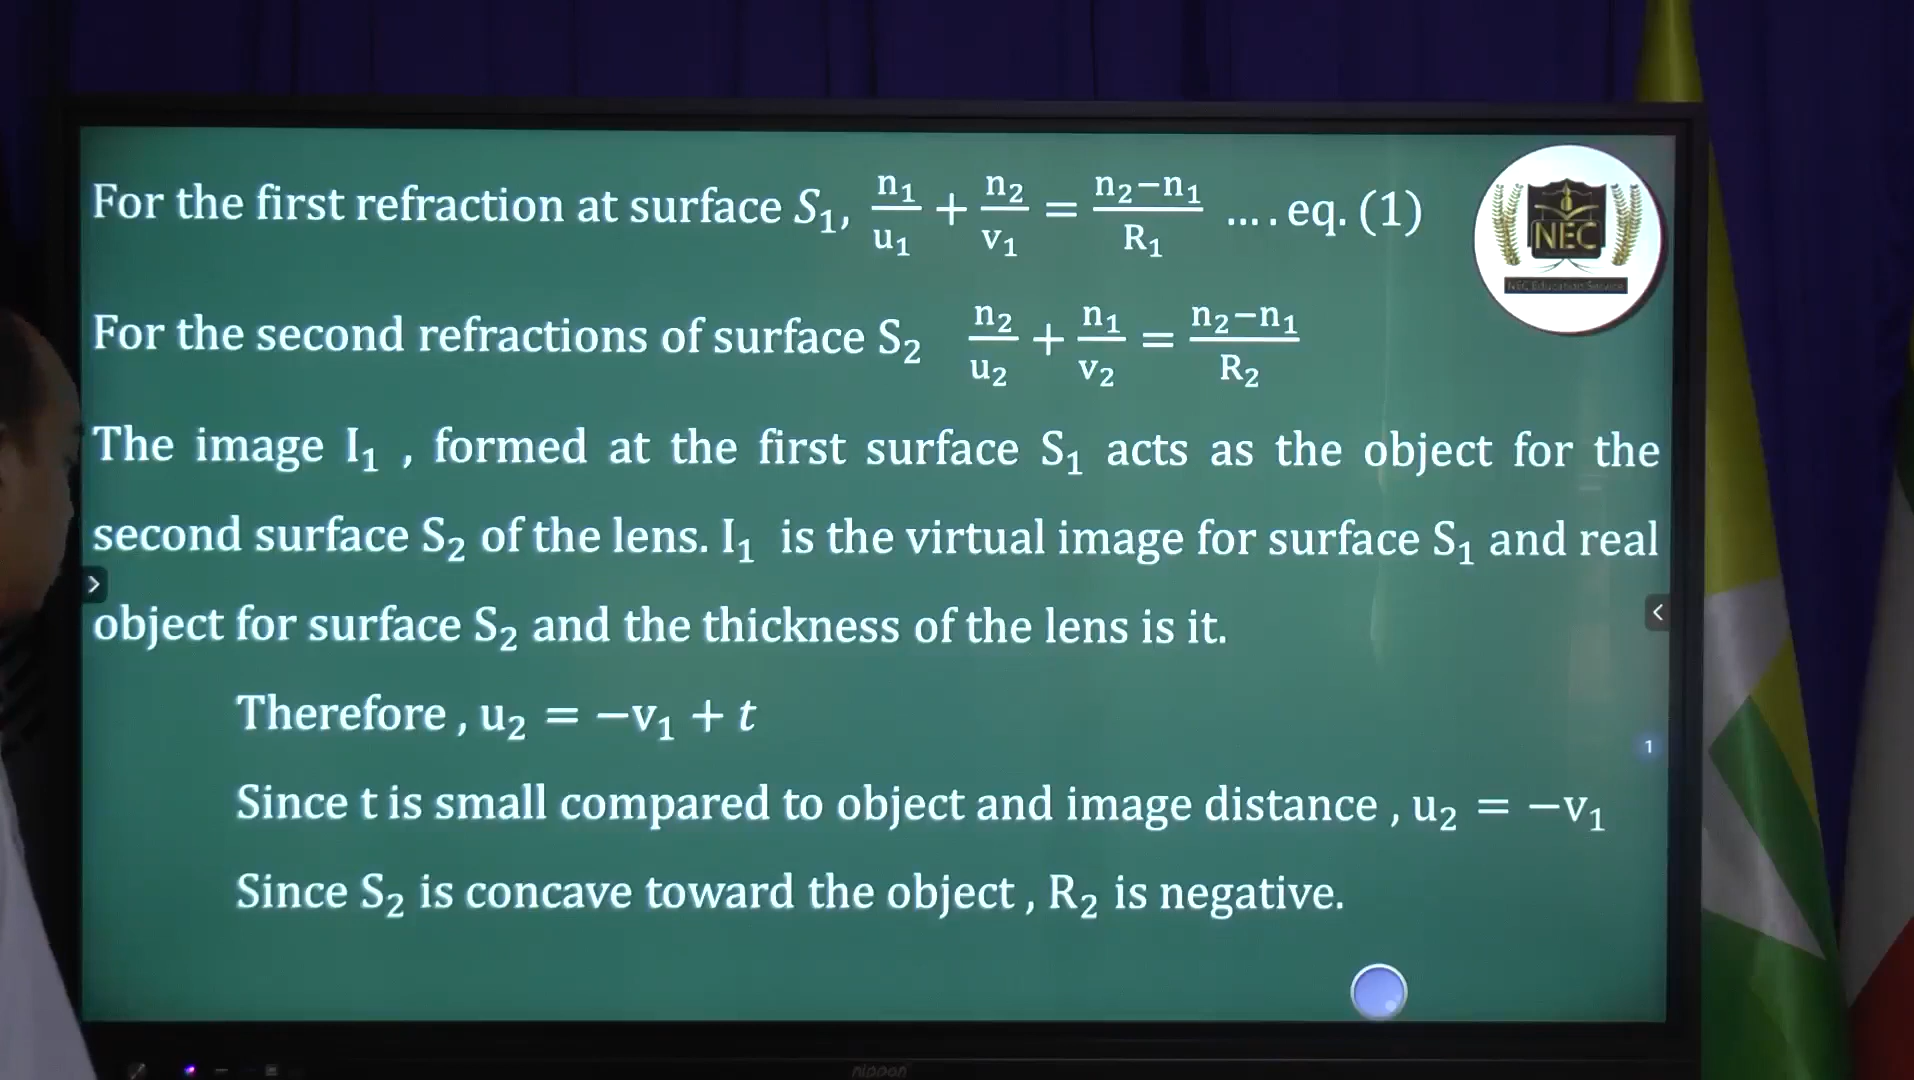 For the first refraction at surface S₁, n₁/u₁ + n₂/v₁ = n₂−n₁/R₁ .... eq. (1)
NEC
NEC Education Service
For the second refractions of surface S₂ n₂/u₂ + n₁/v₂ = n₂−n₁/R₂
The image I₁ , formed at the first surface S₁ acts as the object for the
second surface S₂ of the lens. I₁ is the virtual image for surface S₁ and real
object for surface S₂ and the thickness of the lens is it.
Therefore , u₂ = −v₁ + t
1
Since t is small compared to object and image distance , u₂ = −v₁
Since S₂ is concave toward the object , R₂ is negative.
nippon